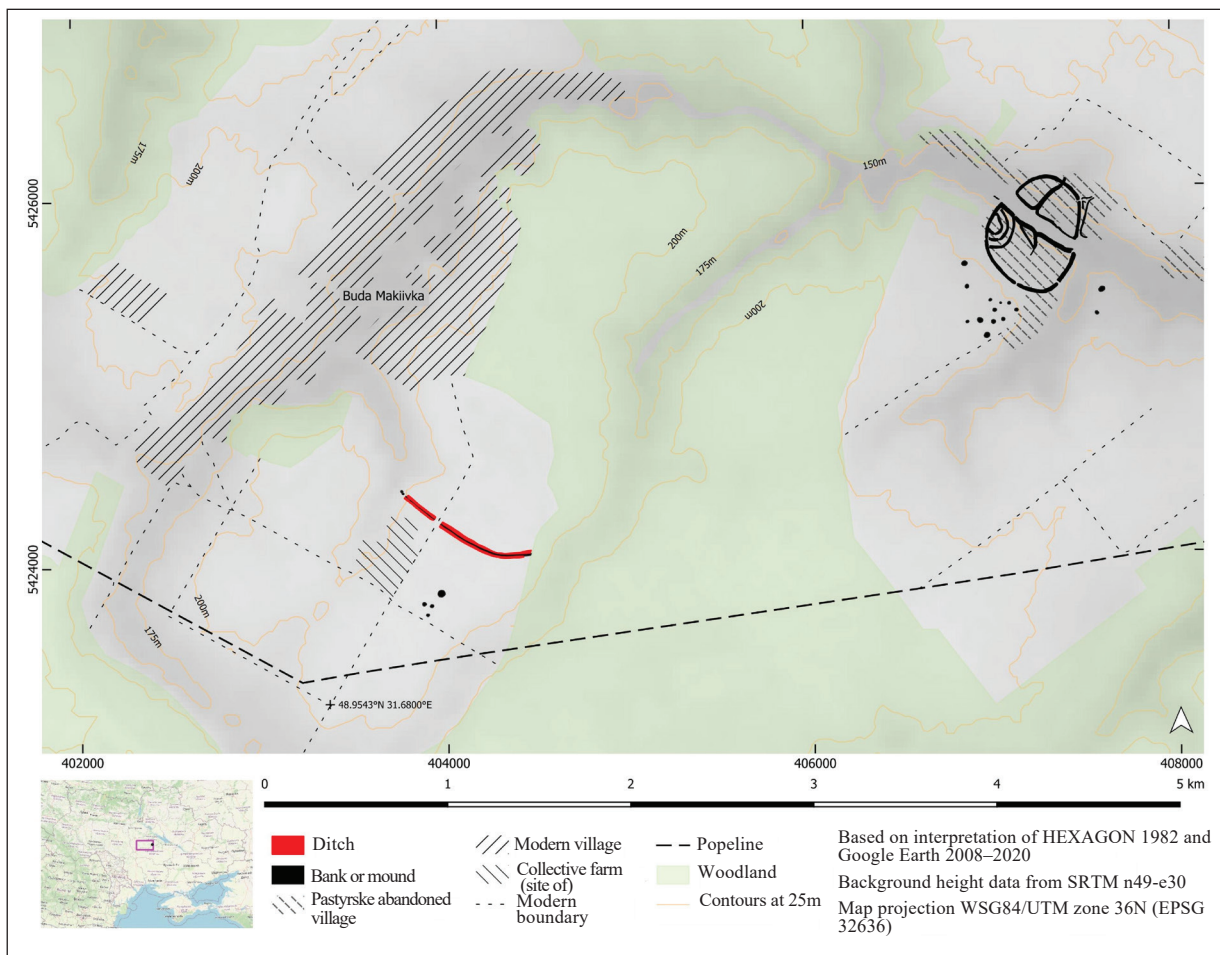 175m
200m
150m
5426000
200m
175m
200m
Buda Makiivka
5424000
200m
175m
48.9543°N 31.6800°E
402000
404000
406000
408000
0
1
2
3
4
5 km
Ditch
Bank or mound
Pastyrske abandoned
village
Modern village
Collective farm
(site of)
Modern
boundary
Popeline
Woodland
Contours at 25m
Based on interpretation of HEXAGON 1982 and
Google Earth 2008–2020
Background height data from SRTM n49-e30
Map projection WSG84/UTM zone 36N (EPSG
32636)